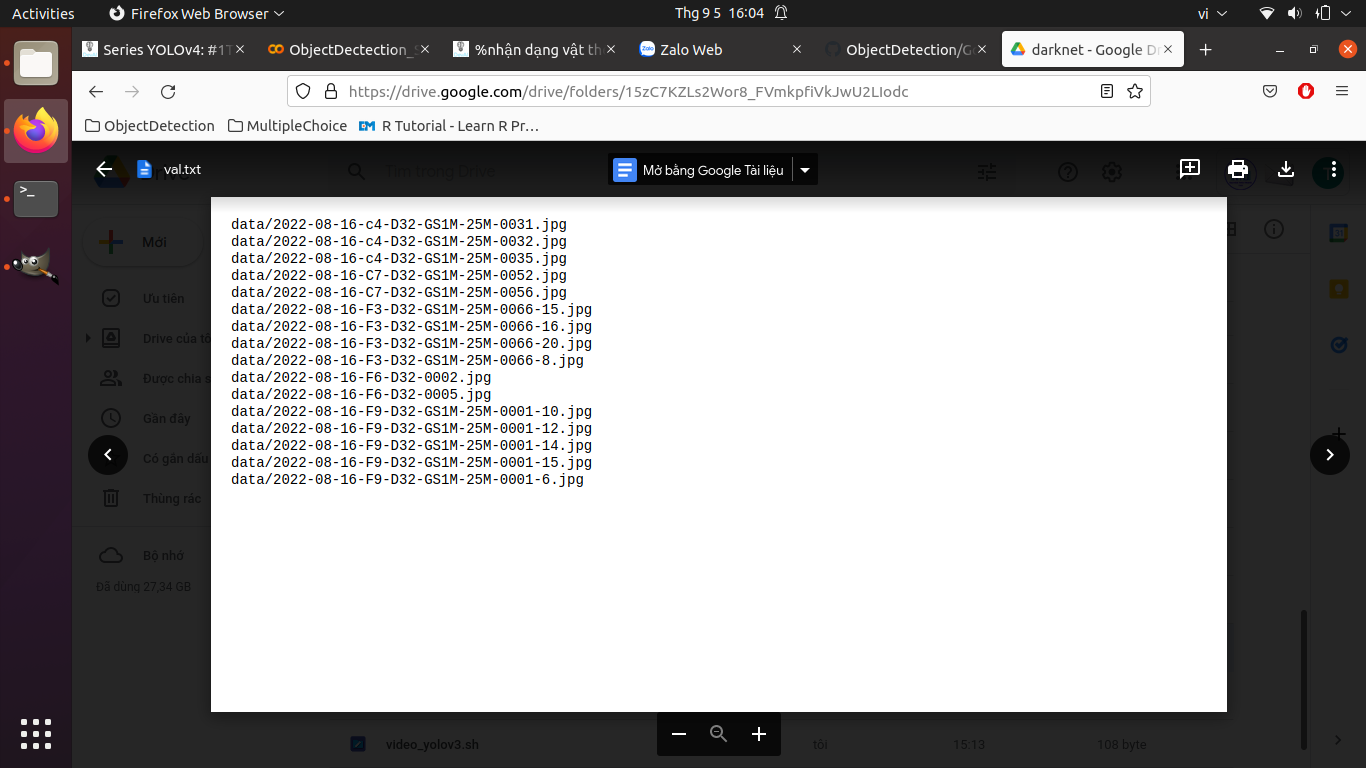 Activities
Firefox Web Browser
Thg 9 5 16:04
vi
Series YOLOv4: #1T
ObjectDectection_S
%nhận dạng vật th
Zalo Web
ObjectDetection/Go
darknet - Google Dr
https://drive.google.com/drive/folders/15zC7KZLs2Wor8_FVmkpfiVkJwU2LIodc
ObjectDetection
MultipleChoice
R Tutorial - Learn R Pr…
val.txt
Tìm trong Drive
Mở bằng Google Tài liệu
Mới
Ưu tiên
Drive của tô
Được chia s
Gần đây
Có gắn dấu
Thùng rác
Bộ nhớ
Đã dùng 27,34 GB
data/2022-08-16-c4-D32-GS1M-25M-0031.jpg
data/2022-08-16-c4-D32-GS1M-25M-0032.jpg
data/2022-08-16-c4-D32-GS1M-25M-0035.jpg
data/2022-08-16-C7-D32-GS1M-25M-0052.jpg
data/2022-08-16-C7-D32-GS1M-25M-0056.jpg
data/2022-08-16-F3-D32-GS1M-25M-0066-15.jpg
data/2022-08-16-F3-D32-GS1M-25M-0066-16.jpg
data/2022-08-16-F3-D32-GS1M-25M-0066-20.jpg
data/2022-08-16-F3-D32-GS1M-25M-0066-8.jpg
data/2022-08-16-F6-D32-0002.jpg
data/2022-08-16-F6-D32-0005.jpg
data/2022-08-16-F9-D32-GS1M-25M-0001-10.jpg
data/2022-08-16-F9-D32-GS1M-25M-0001-12.jpg
data/2022-08-16-F9-D32-GS1M-25M-0001-14.jpg
data/2022-08-16-F9-D32-GS1M-25M-0001-15.jpg
data/2022-08-16-F9-D32-GS1M-25M-0001-6.jpg
video_yolov3.sh
tôi
15:13
108 byte